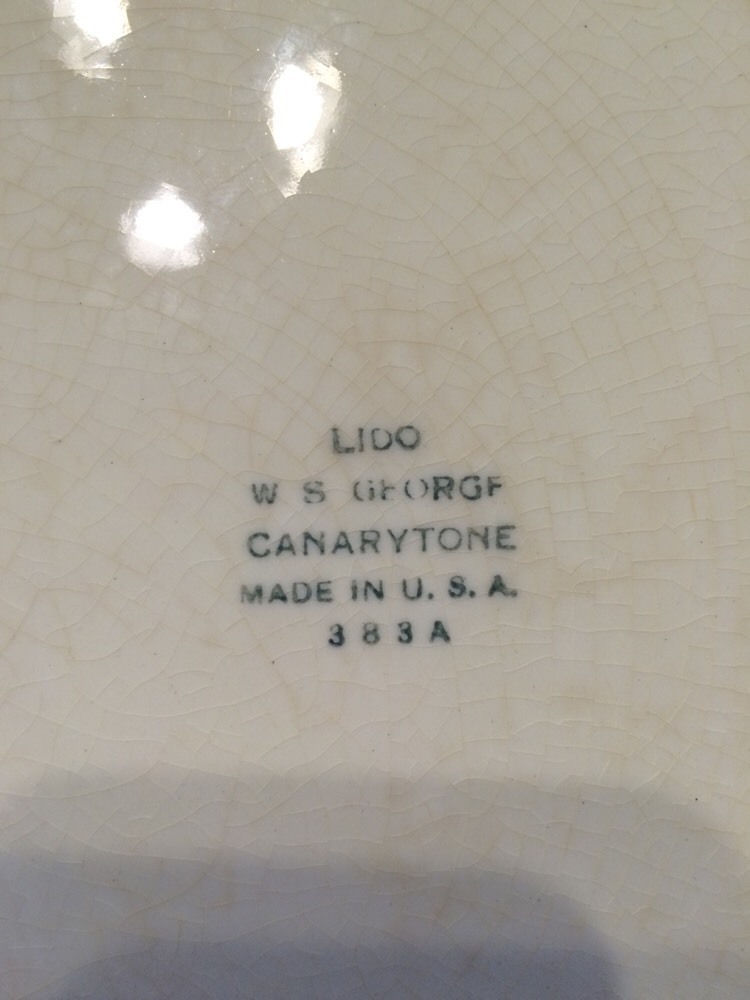 LIDO
W S GEORGE
CANARYTONE
MADE IN U. S. A.
383A